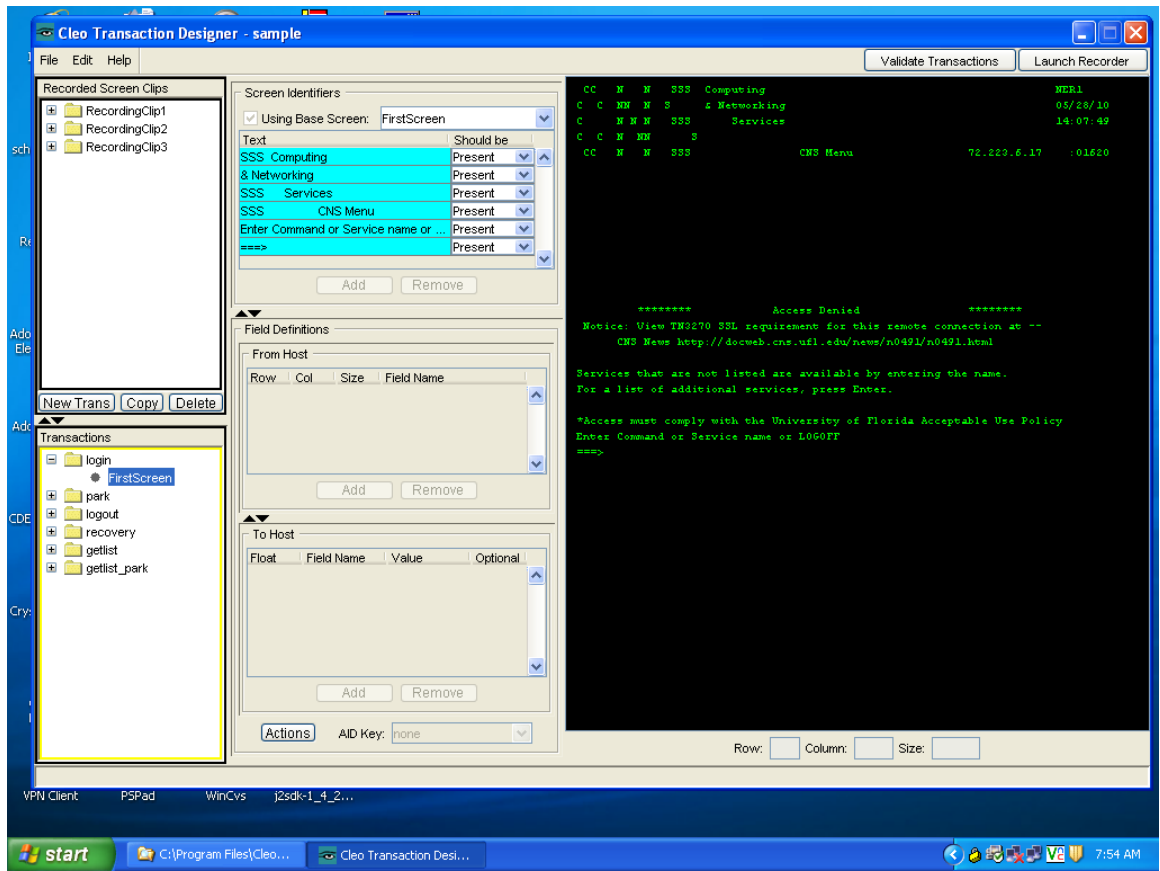 Cleo Transaction Designer - sample
File Edit Help
Validate Transactions
Launch Recorder
Recorded Screen Clips
RecordingClip1
RecordingClip2
RecordingClip3
New Trans
Copy
Delete
Transactions
login
FirstScreen
park
logout
recovery
getlist
getlist_park
Screen Identifiers
Using Base Screen: FirstScreen
Text Should be
SSS Computing Present
& Networking Present
SSS Services Present
SSS CNS Menu Present
Enter Command or Service name or ... Present
===> Present
Add Remove
Field Definitions
From Host
Row Col Size Field Name
Add Remove
To Host
Float Field Name Value Optional
Add Remove
Actions AID Key: none
CC N N SSS Computing NER1
C C NN N S & Networking 05/28/10
C N N N SSS Services 14:07:49
C C N NN S
CC N N SSS CNS Menu 72.223.6.17 :01620
******** Access Denied ********
Notice: View TN3270 SSL requirement for this remote connection at --
CNS News http://docweb.cns.ufl.edu/news/n0491/n0491.html
Services that are not listed are available by entering the name.
For a list of additional services, press Enter.
*Access must comply with the University of Florida Acceptable Use Policy
Enter Command or Service name or LOGOFF
===>
Row: Column: Size:
sch
Re
Ado
Ele
Adc
CDE
Cry:
VPN Client PSPad WinCvs j2sdk-1_4_2...
start C:\Program Files\Cleo... Cleo Transaction Desi... 7:54 AM